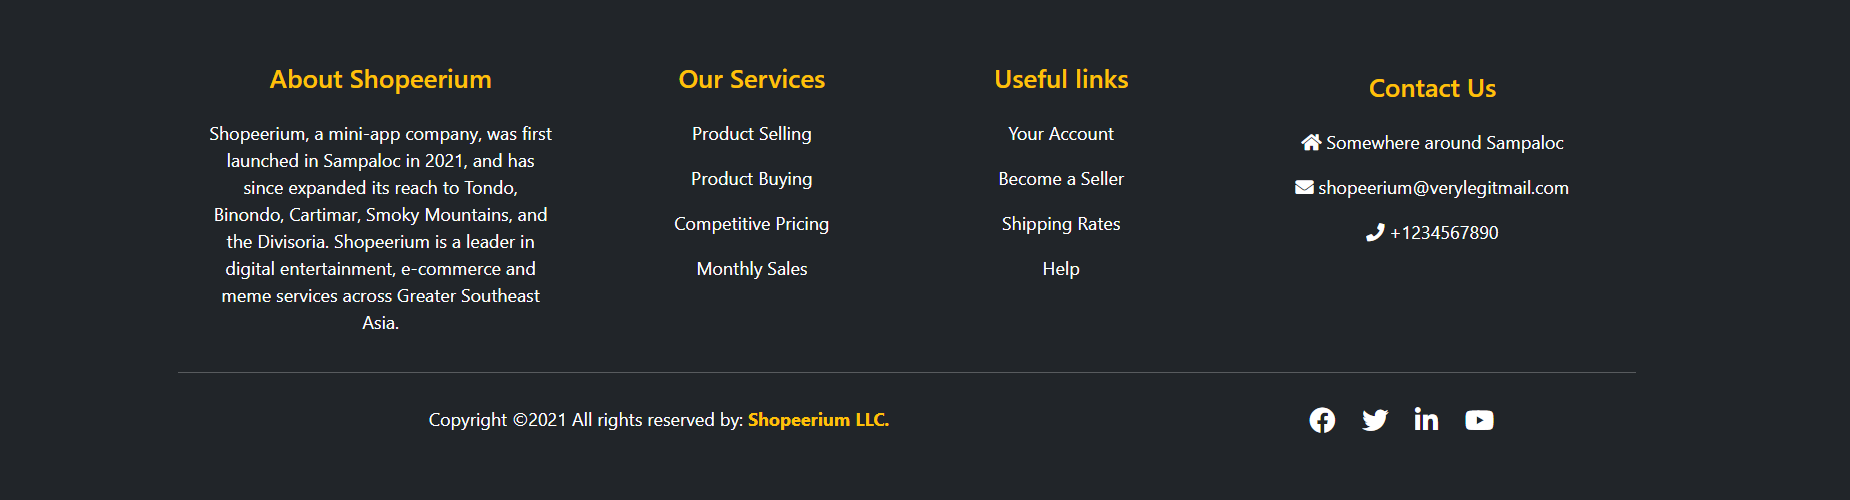 About Shopeerium
Shopeerium, a mini-app company, was first
launched in Sampaloc in 2021, and has
since expanded its reach to Tondo,
Binondo, Cartimar, Smoky Mountains, and
the Divisoria. Shopeerium is a leader in
digital entertainment, e-commerce and
meme services across Greater Southeast
Asia.
Our Services
Product Selling
Product Buying
Competitive Pricing
Monthly Sales
Useful links
Your Account
Become a Seller
Shipping Rates
Help
Contact Us
Somewhere around Sampaloc
shopeerium@verylegitmail.com
+1234567890
Copyright ©2021 All rights reserved by: Shopeerium LLC.